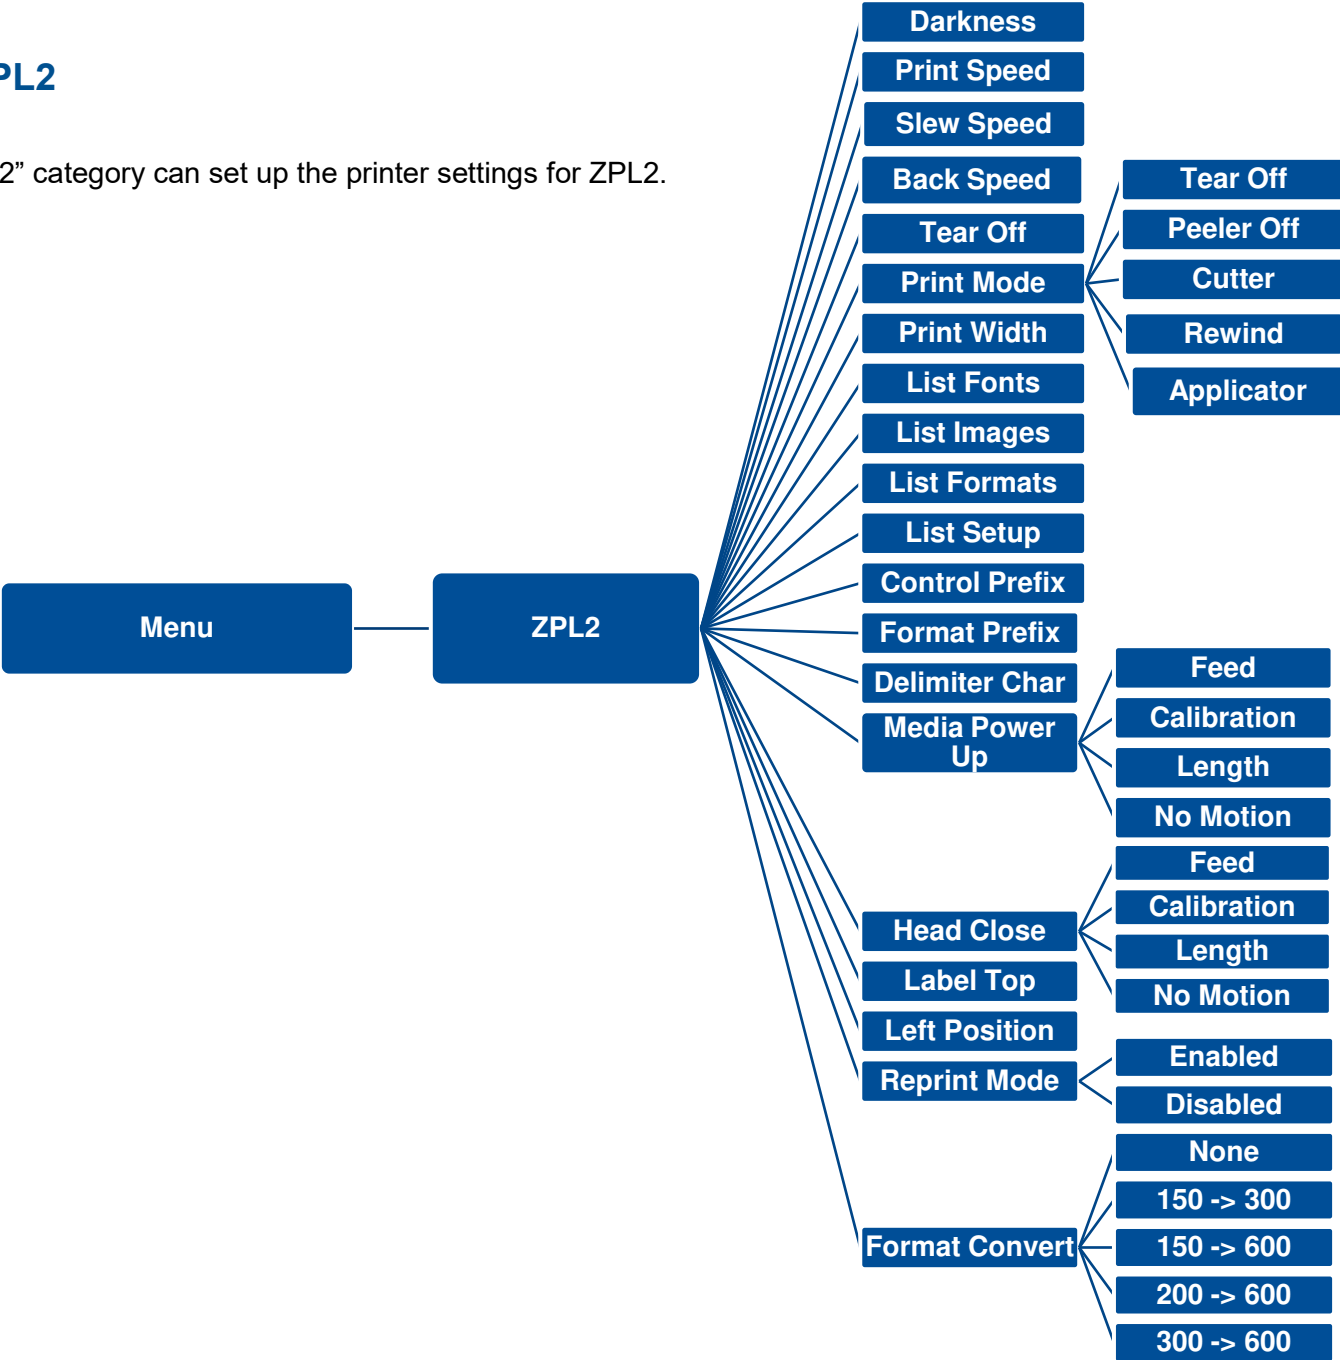 PL2
2” category can set up the printer settings for ZPL2.
Menu
ZPL2
Darkness
Print Speed
Slew Speed
Back Speed
Tear Off
Print Mode
Tear Off
Peeler Off
Cutter
Rewind
Applicator
Print Width
List Fonts
List Images
List Formats
List Setup
Control Prefix
Format Prefix
Delimiter Char
Media Power
Up
Feed
Calibration
Length
No Motion
Head Close
Feed
Calibration
Length
No Motion
Label Top
Left Position
Reprint Mode
Enabled
Disabled
Format Convert
None
150 -> 300
150 -> 600
200 -> 600
300 -> 600